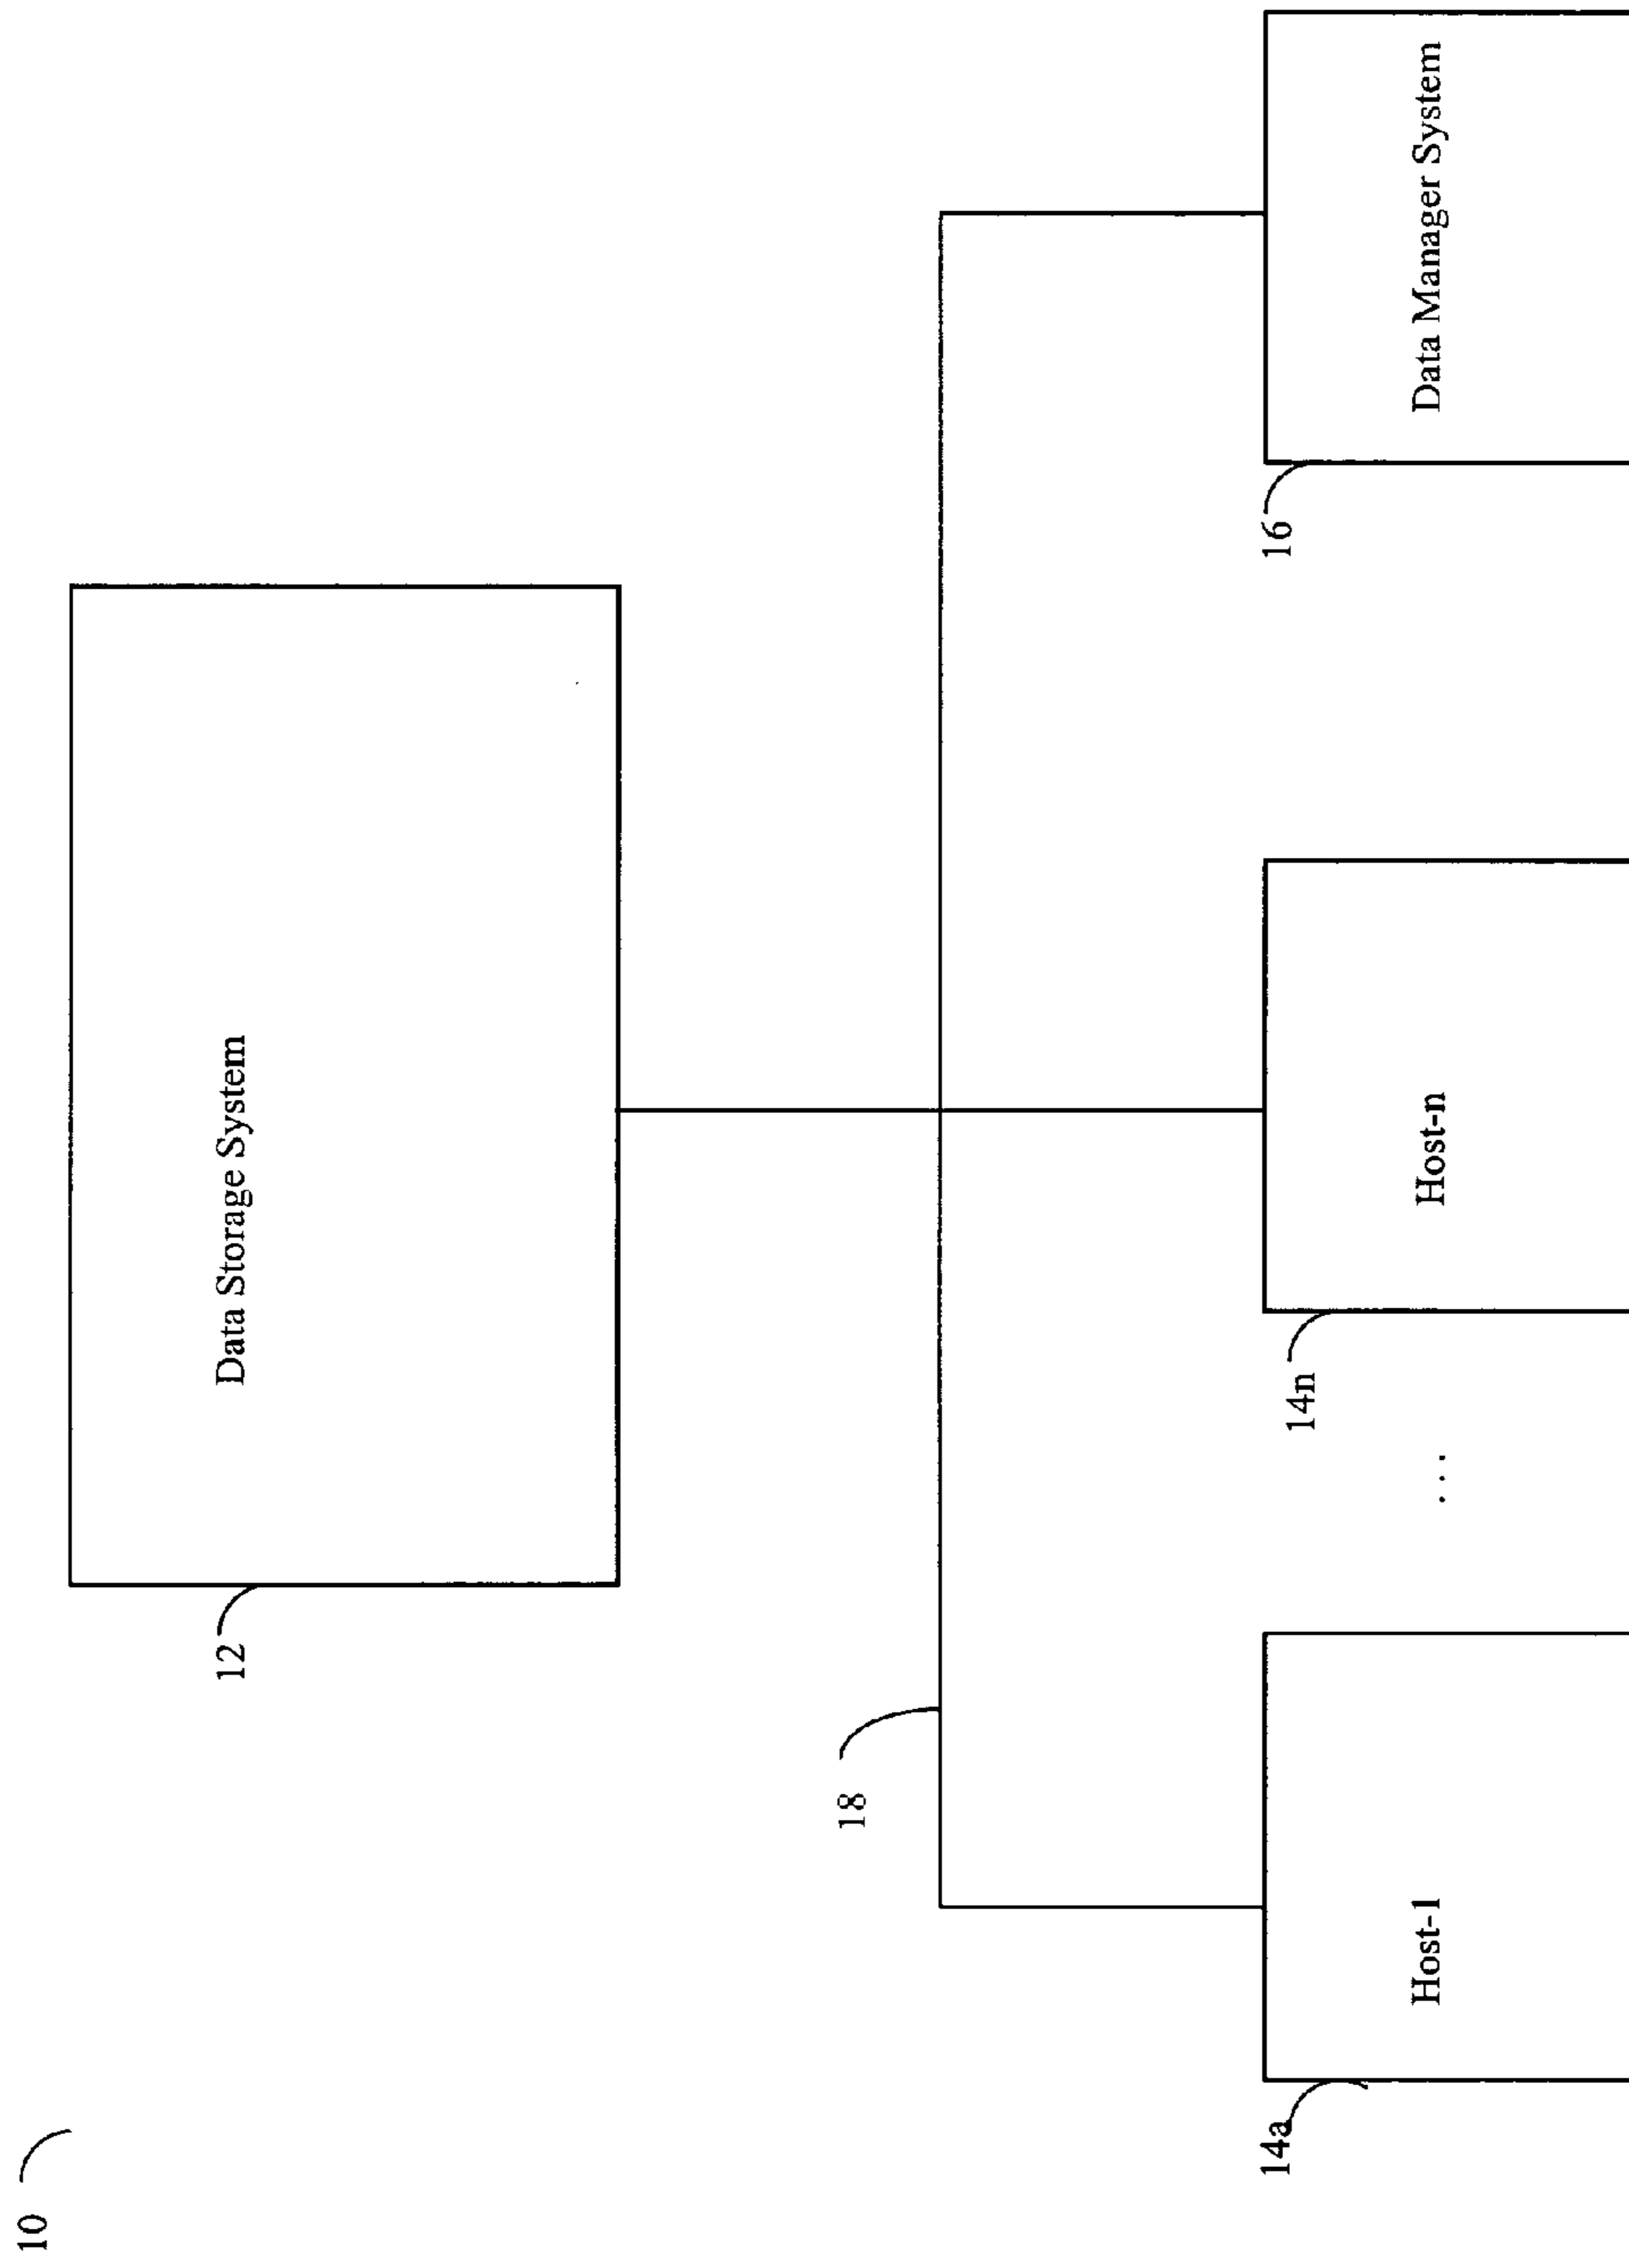 10
12
Data Storage System
18
14a
Host-1
...
14n
Host-n
16
Data Manager System